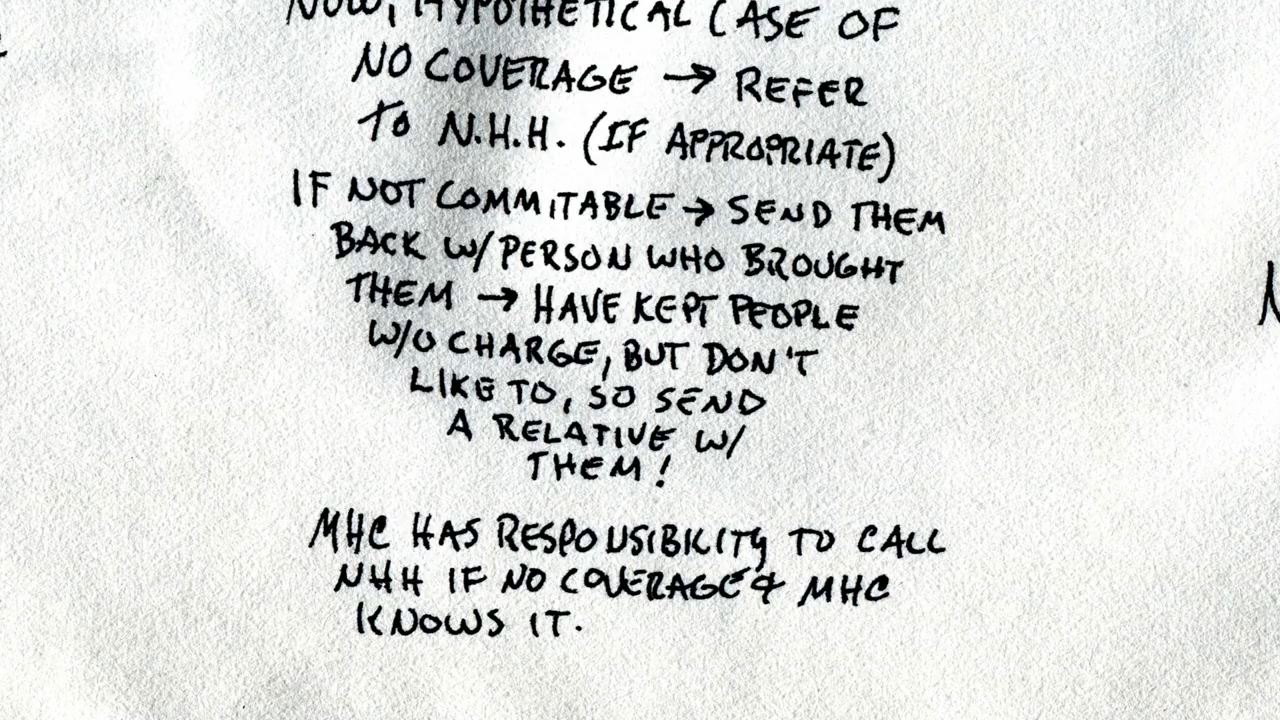 NOW, HYPOTHETICAL CASE OF
NO COVERAGE → REFER
TO N.H.H. (IF APPROPRIATE)
IF NOT COMMITABLE → SEND THEM
BACK W/PERSON WHO BROUGHT
THEM → HAVE KEPT PEOPLE
W/O CHARGE, BUT DON'T
LIKE TO, SO SEND
A RELATIVE W/
THEM!
MHC HAS RESPONSIBILITY TO CALL
NHH IF NO COVERAGE & MHC
KNOWS IT.